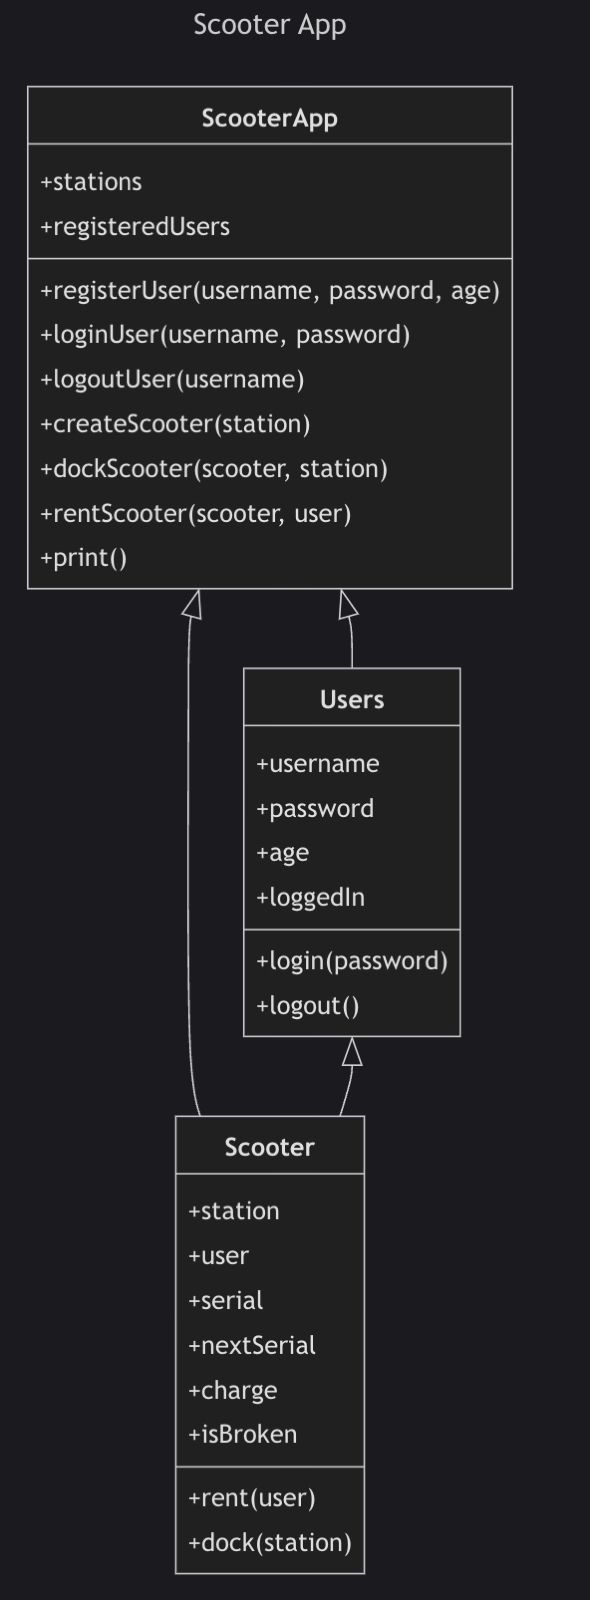 Scooter App
ScooterApp
+stations
+registeredUsers
+registerUser(username, password, age)
+loginUser(username, password)
+logoutUser(username)
+createScooter(station)
+dockScooter(scooter, station)
+rentScooter(scooter, user)
+print()
Users
+username
+password
+age
+loggedIn
+login(password)
+logout()
Scooter
+station
+user
+serial
+nextSerial
+charge
+isBroken
+rent(user)
+dock(station)